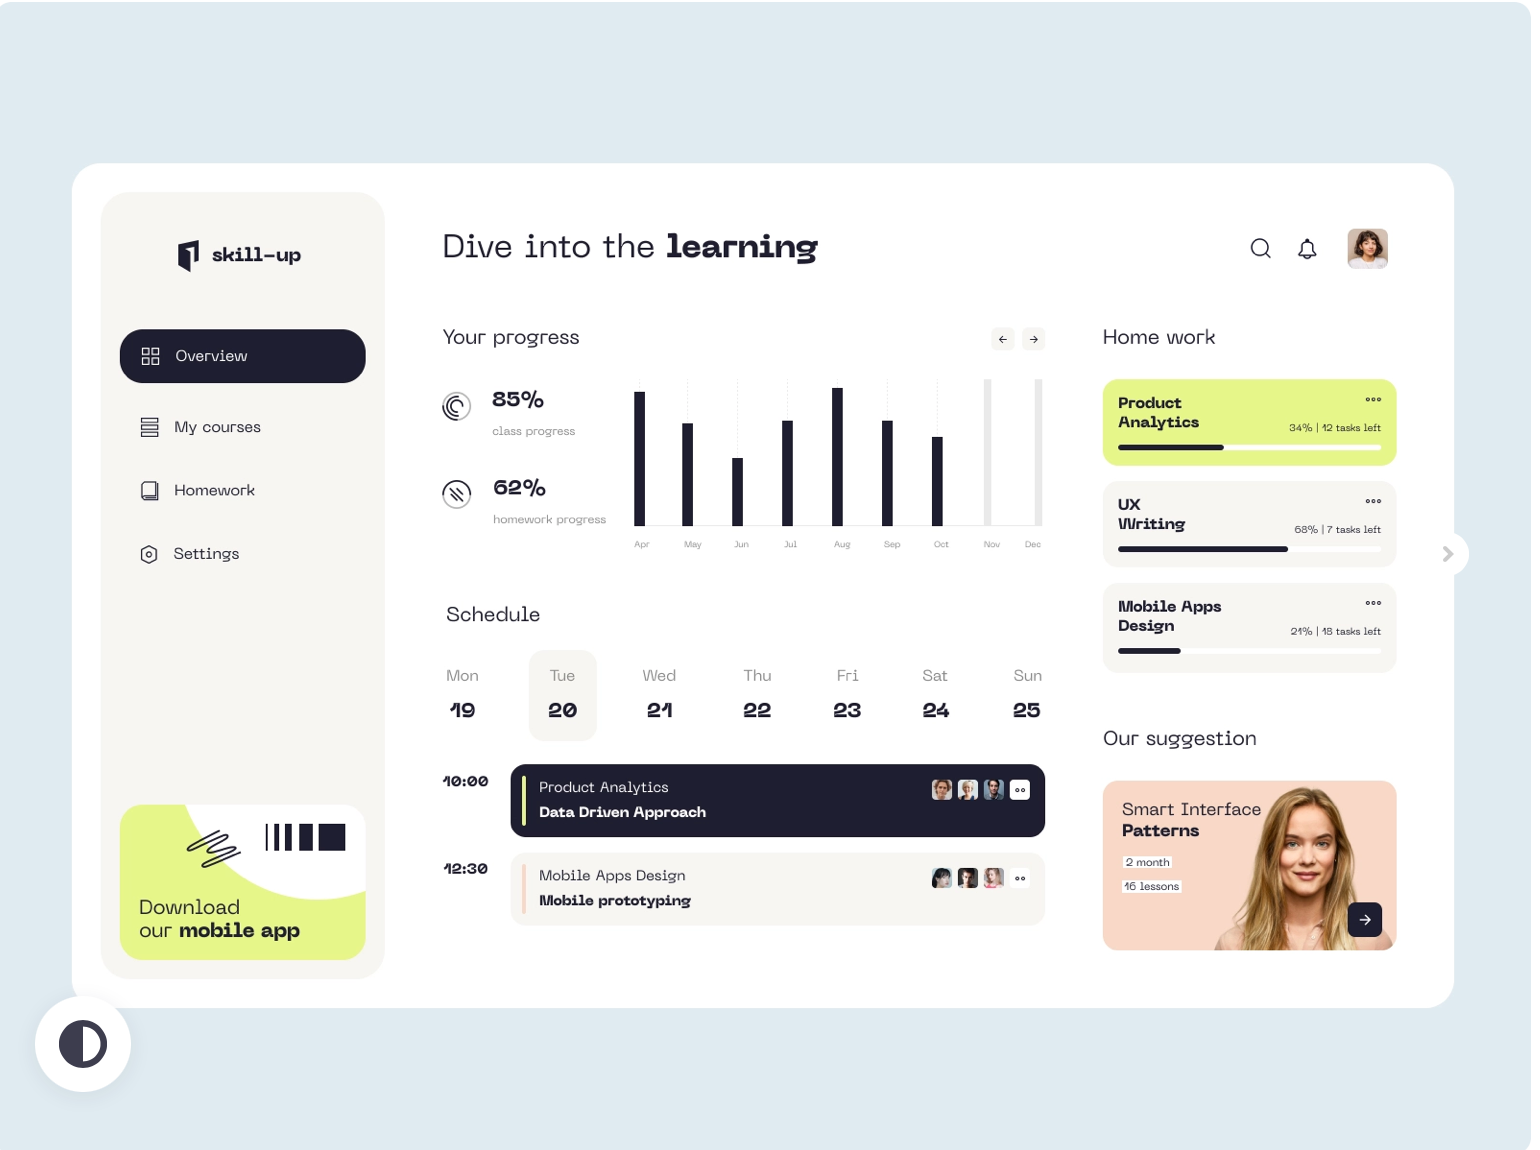 skill-up
Overview
My courses
Homework
Settings
Download
our mobile app
Dive into the learning
Your progress
85%
class progress
62%
homework progress
Apr May Jun Jul Aug Sep Oct Nov Dec
Schedule
Mon Tue Wed Thu Fri Sat Sun
19 20 21 22 23 24 25
10:00
Product Analytics
Data Driven Approach
12:30
Mobile Apps Design
Mobile prototyping
Home work
Product
Analytics
34% | 12 tasks left
UX
Writing
68% | 7 tasks left
Mobile Apps
Design
21% | 18 tasks left
Our suggestion
Smart Interface
Patterns
2 month
16 lessons